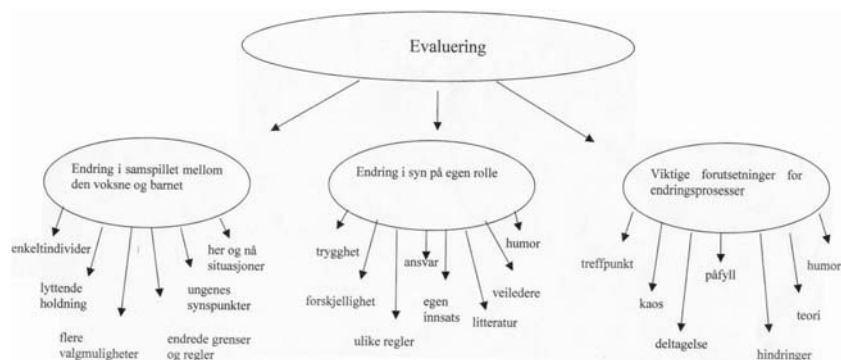 Evaluering
Endring i samspillet mellom
den voksne og barnet
Endring i syn på egen rolle
Viktige forutsetninger for
endringsprosesser
enkeltindivider
lyttende
holdning
flere
valgmuligheter
endrede grenser
og regler
ungenes
synspunkter
her og nå
situasjoner
trygghet
forskjellighet
ulike regler
ansvar
egen
innsats
litteratur
veiledere
humor
treffpunkt
kaos
deltagelse
påfyll
hindringer
teori
humor